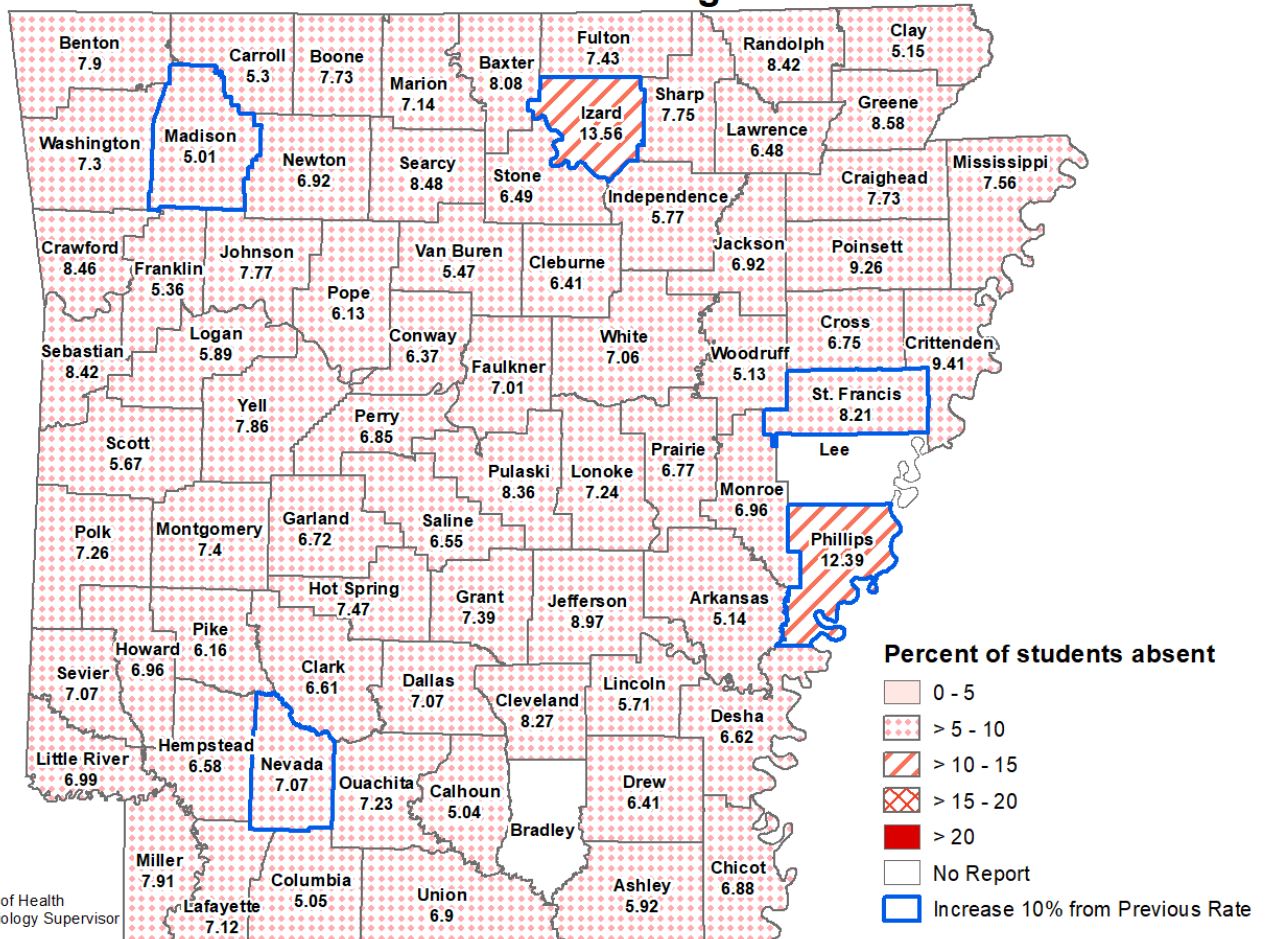 Benton
7.9
Carroll
5.3
Boone
7.73
Marion
7.14
Baxter
8.08
Fulton
7.43
Sharp
7.75
Randolph
8.42
Clay
5.15
Greene
8.58
Lawrence
6.48
Izard
13.56
Washington
7.3
Madison
5.01
Newton
6.92
Searcy
8.48
Stone
6.49
Independence
5.77
Craighead
7.73
Mississippi
7.56
Crawford
8.46
Franklin
5.36
Johnson
7.77
Pope
6.13
Van Buren
5.47
Cleburne
6.41
Jackson
6.92
Poinsett
9.26
Sebastian
8.42
Logan
5.89
Conway
6.37
Faulkner
7.01
White
7.06
Woodruff
5.13
Cross
6.75
Crittenden
9.41
St. Francis
8.21
Lee
Scott
5.67
Yell
7.86
Perry
6.85
Pulaski
8.36
Lonoke
7.24
Prairie
6.77
Monroe
6.96
Phillips
12.39
Polk
7.26
Montgomery
7.4
Garland
6.72
Saline
6.55
Hot Spring
7.47
Grant
7.39
Jefferson
8.97
Arkansas
5.14
Sevier
7.07
Howard
6.96
Pike
6.16
Clark
6.61
Dallas
7.07
Cleveland
8.27
Lincoln
5.71
Desha
6.62
Little River
6.99
Hempstead
6.58
Nevada
7.07
Ouachita
7.23
Calhoun
5.04
Bradley
Drew
6.41
Miller
7.91
Lafayette
7.12
Columbia
5.05
Union
6.9
Ashley
5.92
Chicot
6.88
Percent of students absent
0 - 5
> 5 - 10
> 10 - 15
> 15 - 20
> 20
No Report
Increase 10% from Previous Rate
of Health
ology Supervisor